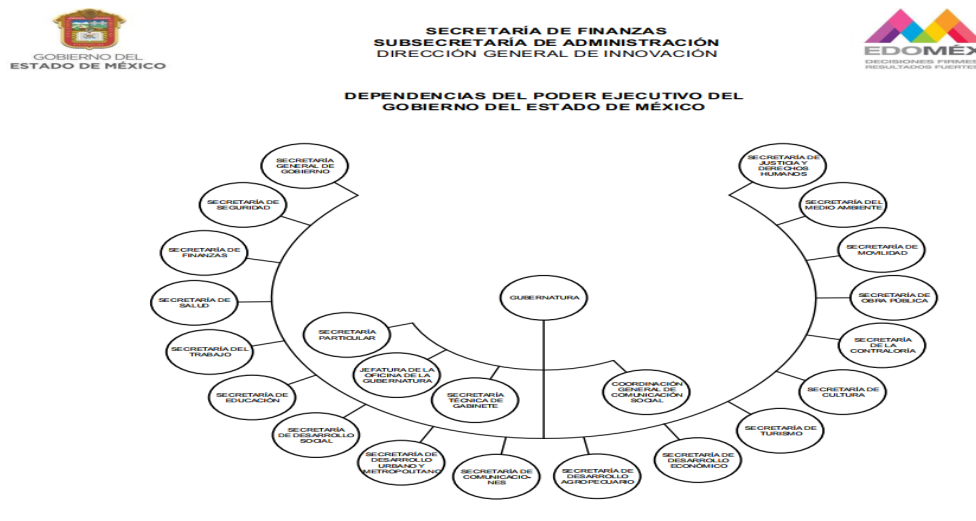 GOBIERNO DEL
ESTADO DE MÉXICO
SECRETARÍA DE FINANZAS
SUBSECRETARÍA DE ADMINISTRACIÓN
DIRECCIÓN GENERAL DE INNOVACIÓN
EDOMÉX
DECISIONES FIRMES,
RESULTADOS FUERTES.
DEPENDENCIAS DEL PODER EJECUTIVO DEL
GOBIERNO DEL ESTADO DE MÉXICO
SECRETARÍA
GENERAL DE
GOBIERNO
SECRETARÍA DE
SEGURIDAD
SECRETARÍA DE
FINANZAS
SECRETARÍA DE
SALUD
SECRETARÍA DEL
TRABAJO
SECRETARÍA DE
EDUCACIÓN
SECRETARÍA
DE DESARROLLO
SOCIAL
SECRETARÍA DE
DESARROLLO
URBANO Y
METROPOLITANO
SECRETARÍA DE
COMUNICACIO-
NES
SECRETARÍA DE
DESARROLLO
AGROPECUARIO
SECRETARÍA DE
DESARROLLO
ECONÓMICO
SECRETARÍA DE
TURISMO
SECRETARÍA DE
CULTURA
SECRETARÍA
DE LA
CONTRALORÍA
SECRETARÍA DE
OBRA PÚBLICA
SECRETARÍA DE
MOVILIDAD
SECRETARÍA DEL
MEDIO AMBIENTE
SECRETARÍA DE
JUSTICIA Y
DERECHOS
HUMANOS
GUBERNATURA
SECRETARÍA
PARTICULAR
JEFATURA DE LA
OFICINA DE LA
GUBERNATURA
SECRETARÍA
TÉCNICA DE
GABINETE
COORDINACIÓN
GENERAL DE
COMUNICACIÓN
SOCIAL